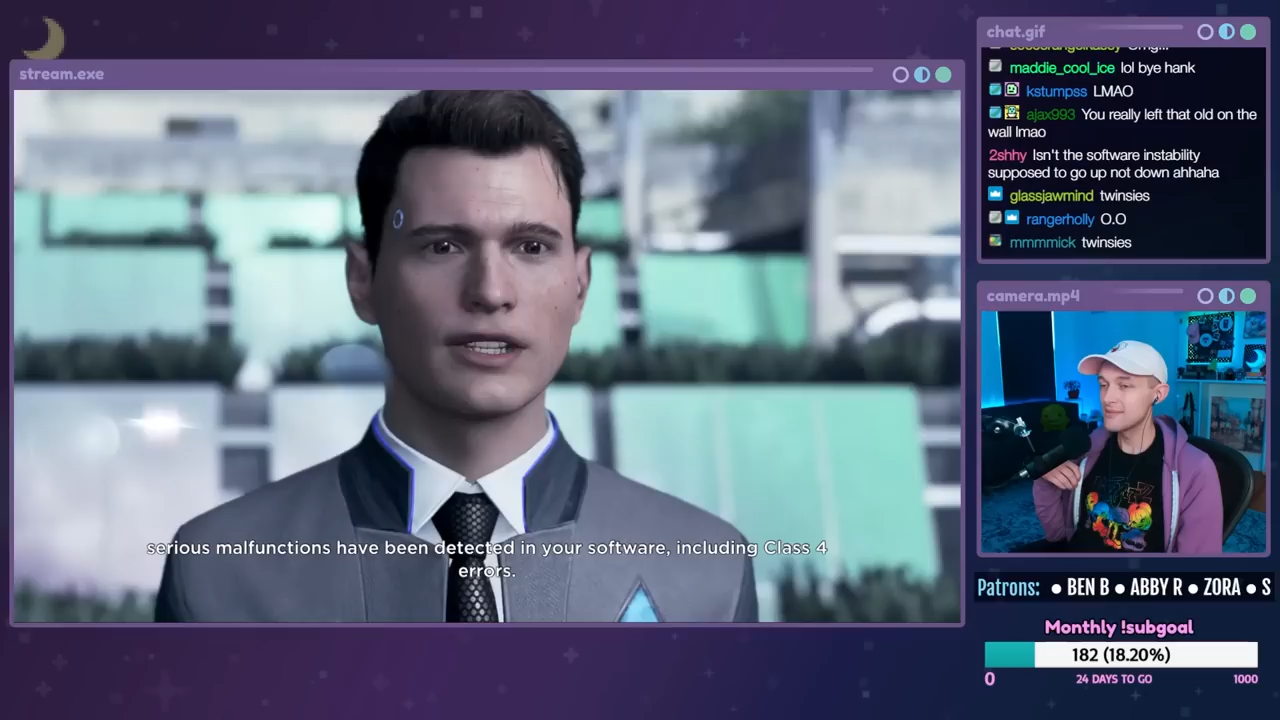 stream.exe
serious malfunctions have been detected in your software, including Class 4
errors.
chat.gif
maddie_cool_ice lol bye hank
kstumpss LMAO
ajax993 You really left that old on the
wall lmao
2shhy Isn't the software instability
supposed to go up not down ahhaha
glassjawmind twinsies
rangerholly O.O
mmmmick twinsies
camera.mp4
Patrons: • BEN B • ABBY R • ZORA • S
Monthly !subgoal
182 (18.20%)
0 24 DAYS TO GO 1000